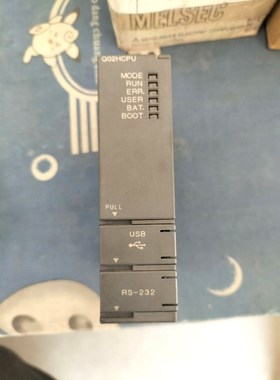 MELSEC
Q02HCPU
MODE
RUN
ERR.
USER
BAT.
BOOT
PULL
USB
RS-232